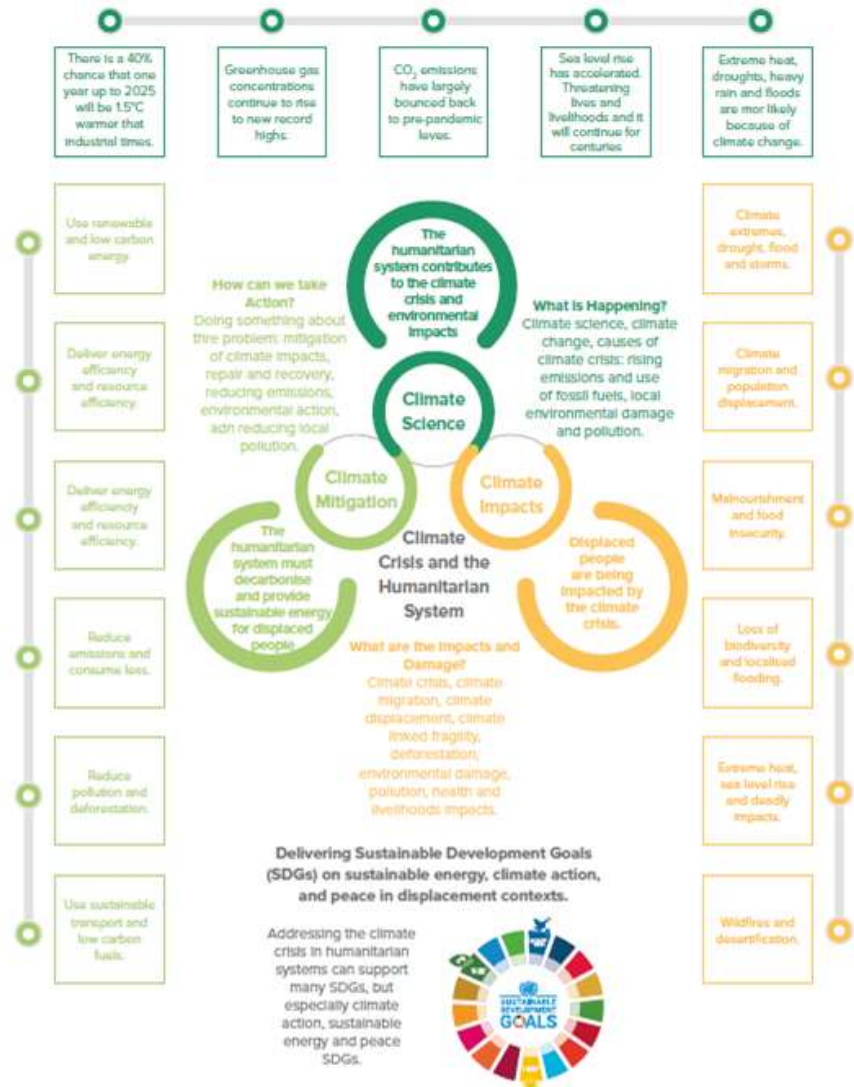 There is a 40%
chance that one
year up to 2025
will be 1.5°C
warmer that
industrial times.
Greenhouse gas
concentrations
continue to rise
to new record
highs.
CO₂ emissions
have largely
bounced back
to pre-pandemic
leves.
Sea level rise
has accelerated.
Threatening
lives and
livelihoods and it
will continue for
centuries
Extreme heat,
droughts, heavy
rain and floods
are mor likely
because of
climate change.
Use renewable
and low carbon
energy
Deliver energy
efficiency
and resource
efficiency.
Deliver energy
efficiency
and resource
efficiency.
Reduce
amissions and
consume less.
Reduce
pollution and
deforestation.
Use sustainable
transport and
low carbon
fuels.
How can we take
Action?
Doing something about
thre problem: mitigation
of climate impacts,
repair and recovery,
reducing emissions,
environmental action,
adn reducing local
pollution.
The
humanitarian
system contributes
to the climate
crisis and
environmental
impacts
What is Happening?
Climate science, climate
change, causes of
climate crisis: rising
emissions and use
of fossil fuels, local
environmental damage
and pollution.
Climate
Science
Climate
Mitigation
Climate
Impacts
The
humanitarian
system must
decarbonise
and provide
sustainable energy
for displaced
people
Climate
Crisis and the
Humanitarian
System
Displaced
people
are being
impacted by
the climate
crisis.
What are the Impacts and
Damage?
Climate crisis, climate
migration, climate
displacement, climate
linked fragility,
deforestation,
environmental damage,
pollution, health and
livelihoods impacts.
Climate
extremes,
drought, flood
and storms.
Climate
migration and
population
displacement.
Malnourishment
and food
insecurity.
Loss of
biodiversity
and localised
flooding.
Extreme heat,
sea level rise
and deadly
impacts.
Wildfires and
desertification.
Delivering Sustainable Development Goals
(SDGs) on sustainable energy, climate action,
and peace in displacement contexts.
Addressing the climate
crisis in humanitarian
systems can support
many SDGs, but
especially climate
action, sustainable
energy and peace
SDGs.
SUSTAINABLE
DEVELOPMENT
GOALS